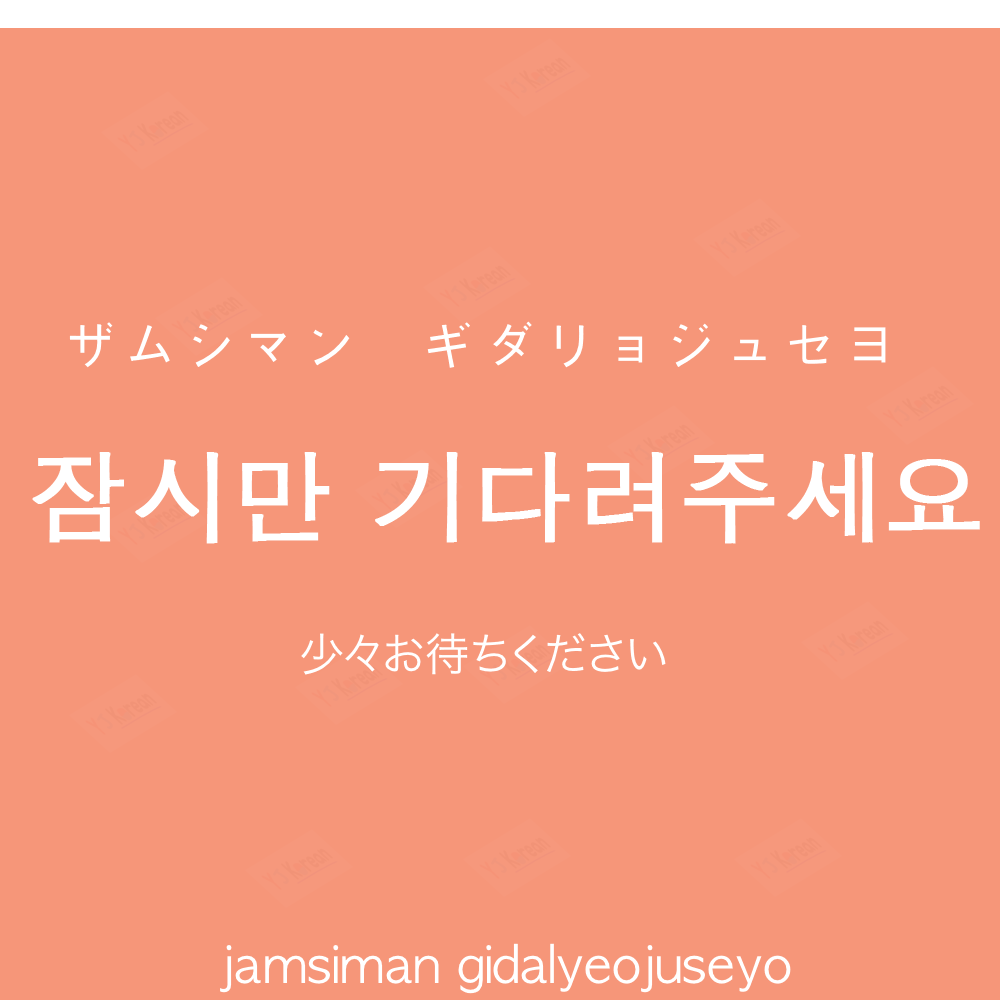 ザムシマン ギダリョジュセヨ
잠시만 기다려주세요
少々お待ちください
jamsiman gidalyeojuseyo